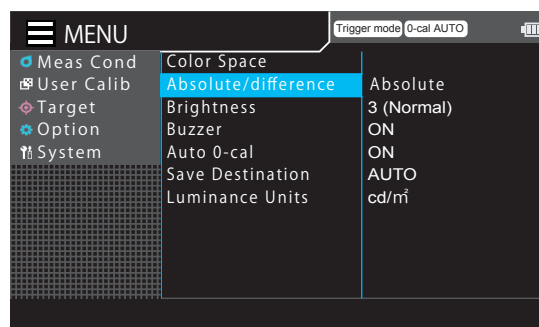 MENU
Trigger mode 0-cal AUTO
Meas Cond
User Calib
Target
Option
System
Color Space
Absolute/difference Absolute
Brightness 3 (Normal)
Buzzer ON
Auto 0-cal ON
Save Destination AUTO
Luminance Units cd/㎡